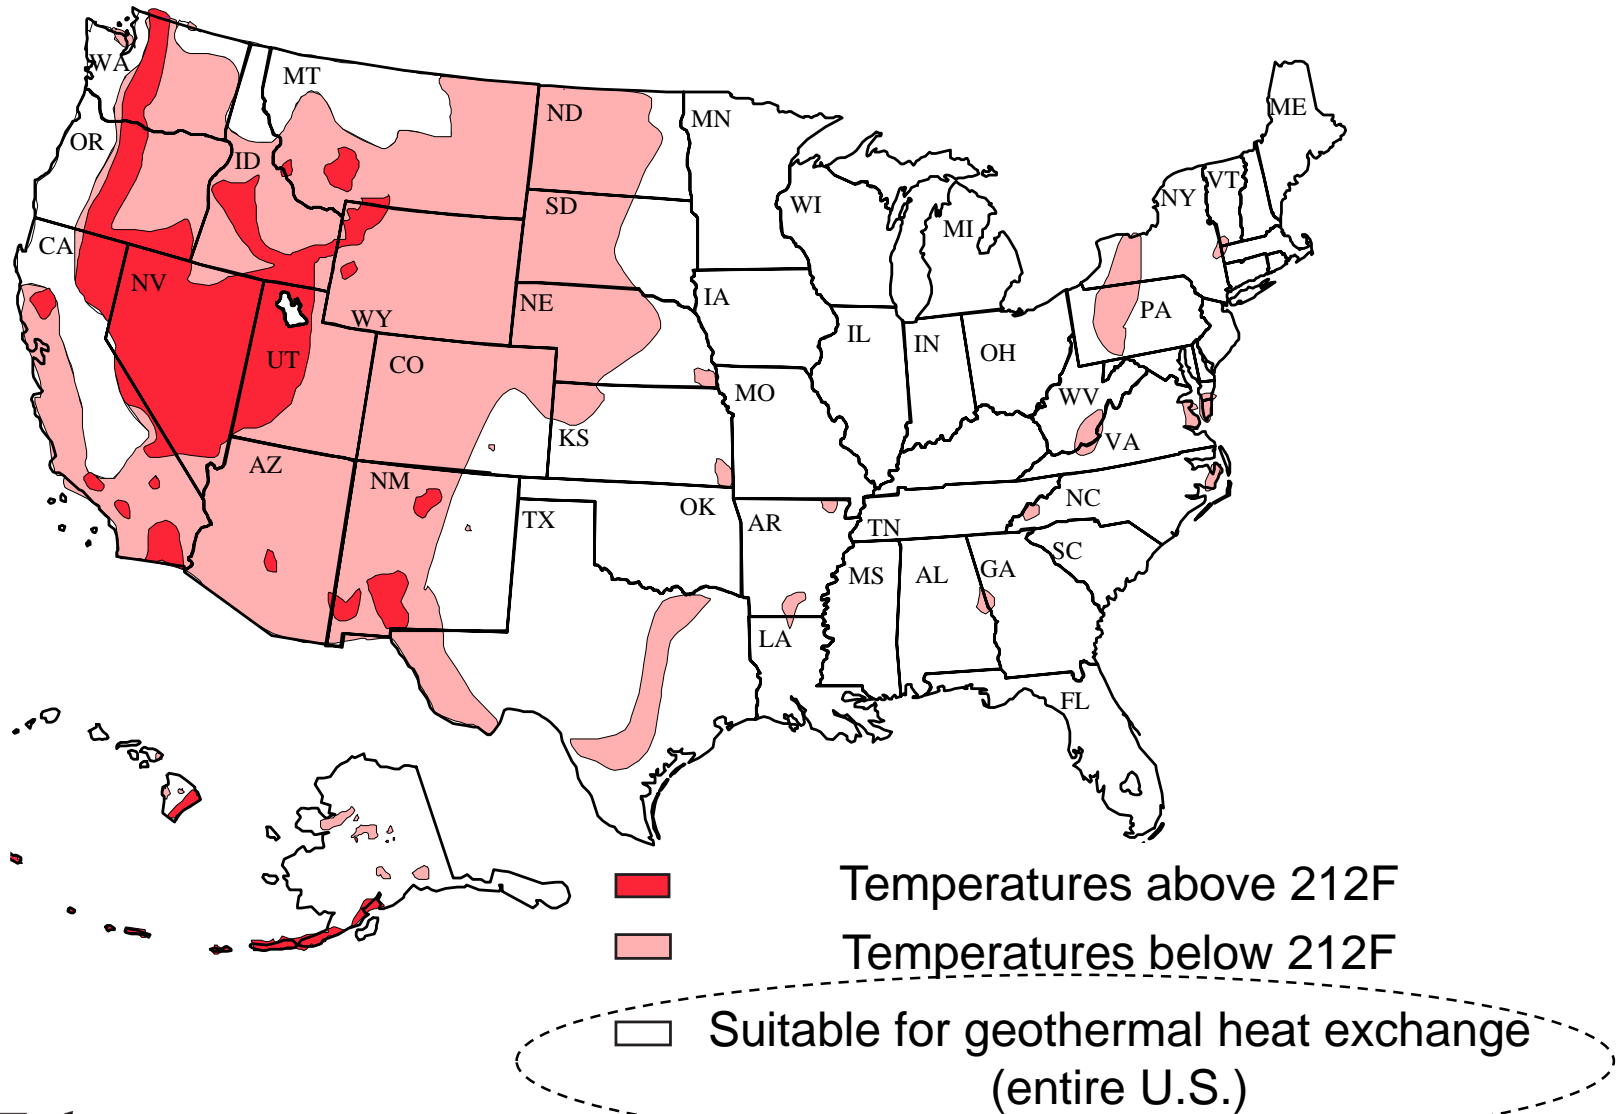 WA
MT
ND
MN
ME
OR
ID
VT
NY
SD
WI
MI
CA
NV
NE
IA
PA
WY
IL
IN
OH
UT
CO
MO
WV
KS
VA
AZ
NM
OK
NC
TX
AR
TN
SC
MS
AL
GA
LA
FL
Temperatures above 212F
Temperatures below 212F
Suitable for geothermal heat exchange
(entire U.S.)